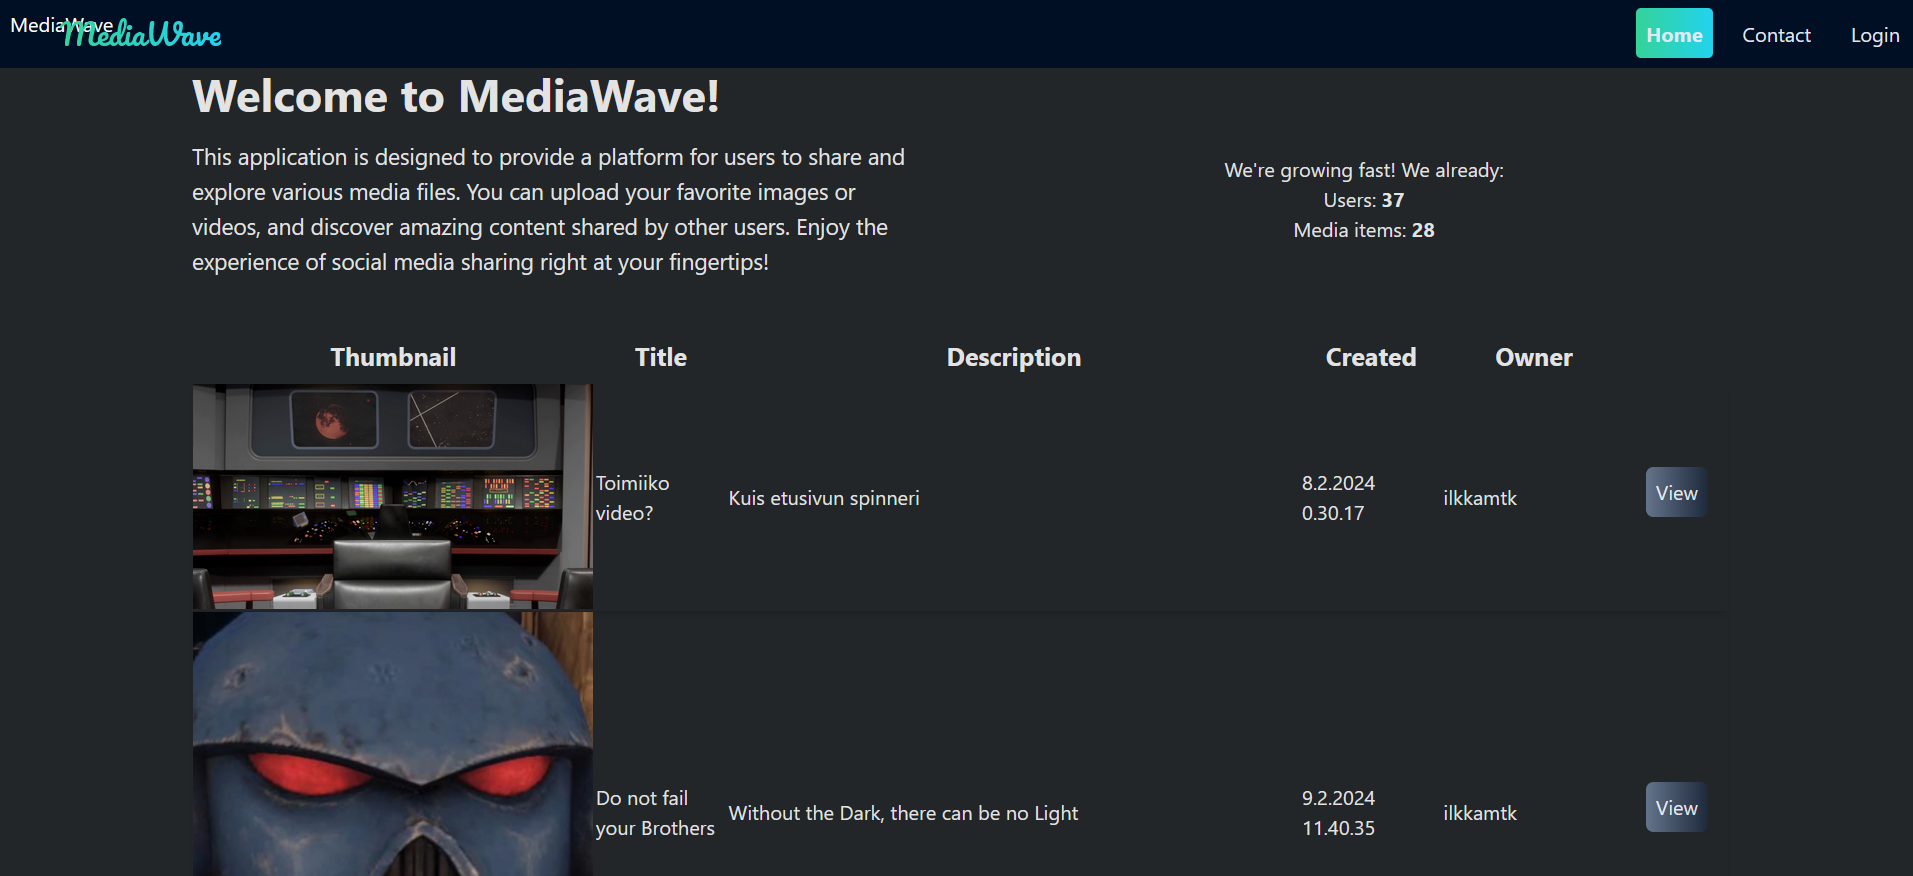 MediaWave
MediaWave
Home
Contact
Login
Welcome to MediaWave!
This application is designed to provide a platform for users to share and
explore various media files. You can upload your favorite images or
videos, and discover amazing content shared by other users. Enjoy the
experience of social media sharing right at your fingertips!
We're growing fast! We already:
Users: 37
Media items: 28
Thumbnail
Title
Description
Created
Owner
Toimiiko
video?
Kuis etusivun spinneri
8.2.2024
0.30.17
ilkkamtk
View
Do not fail
your Brothers
Without the Dark, there can be no Light
9.2.2024
11.40.35
ilkkamtk
View